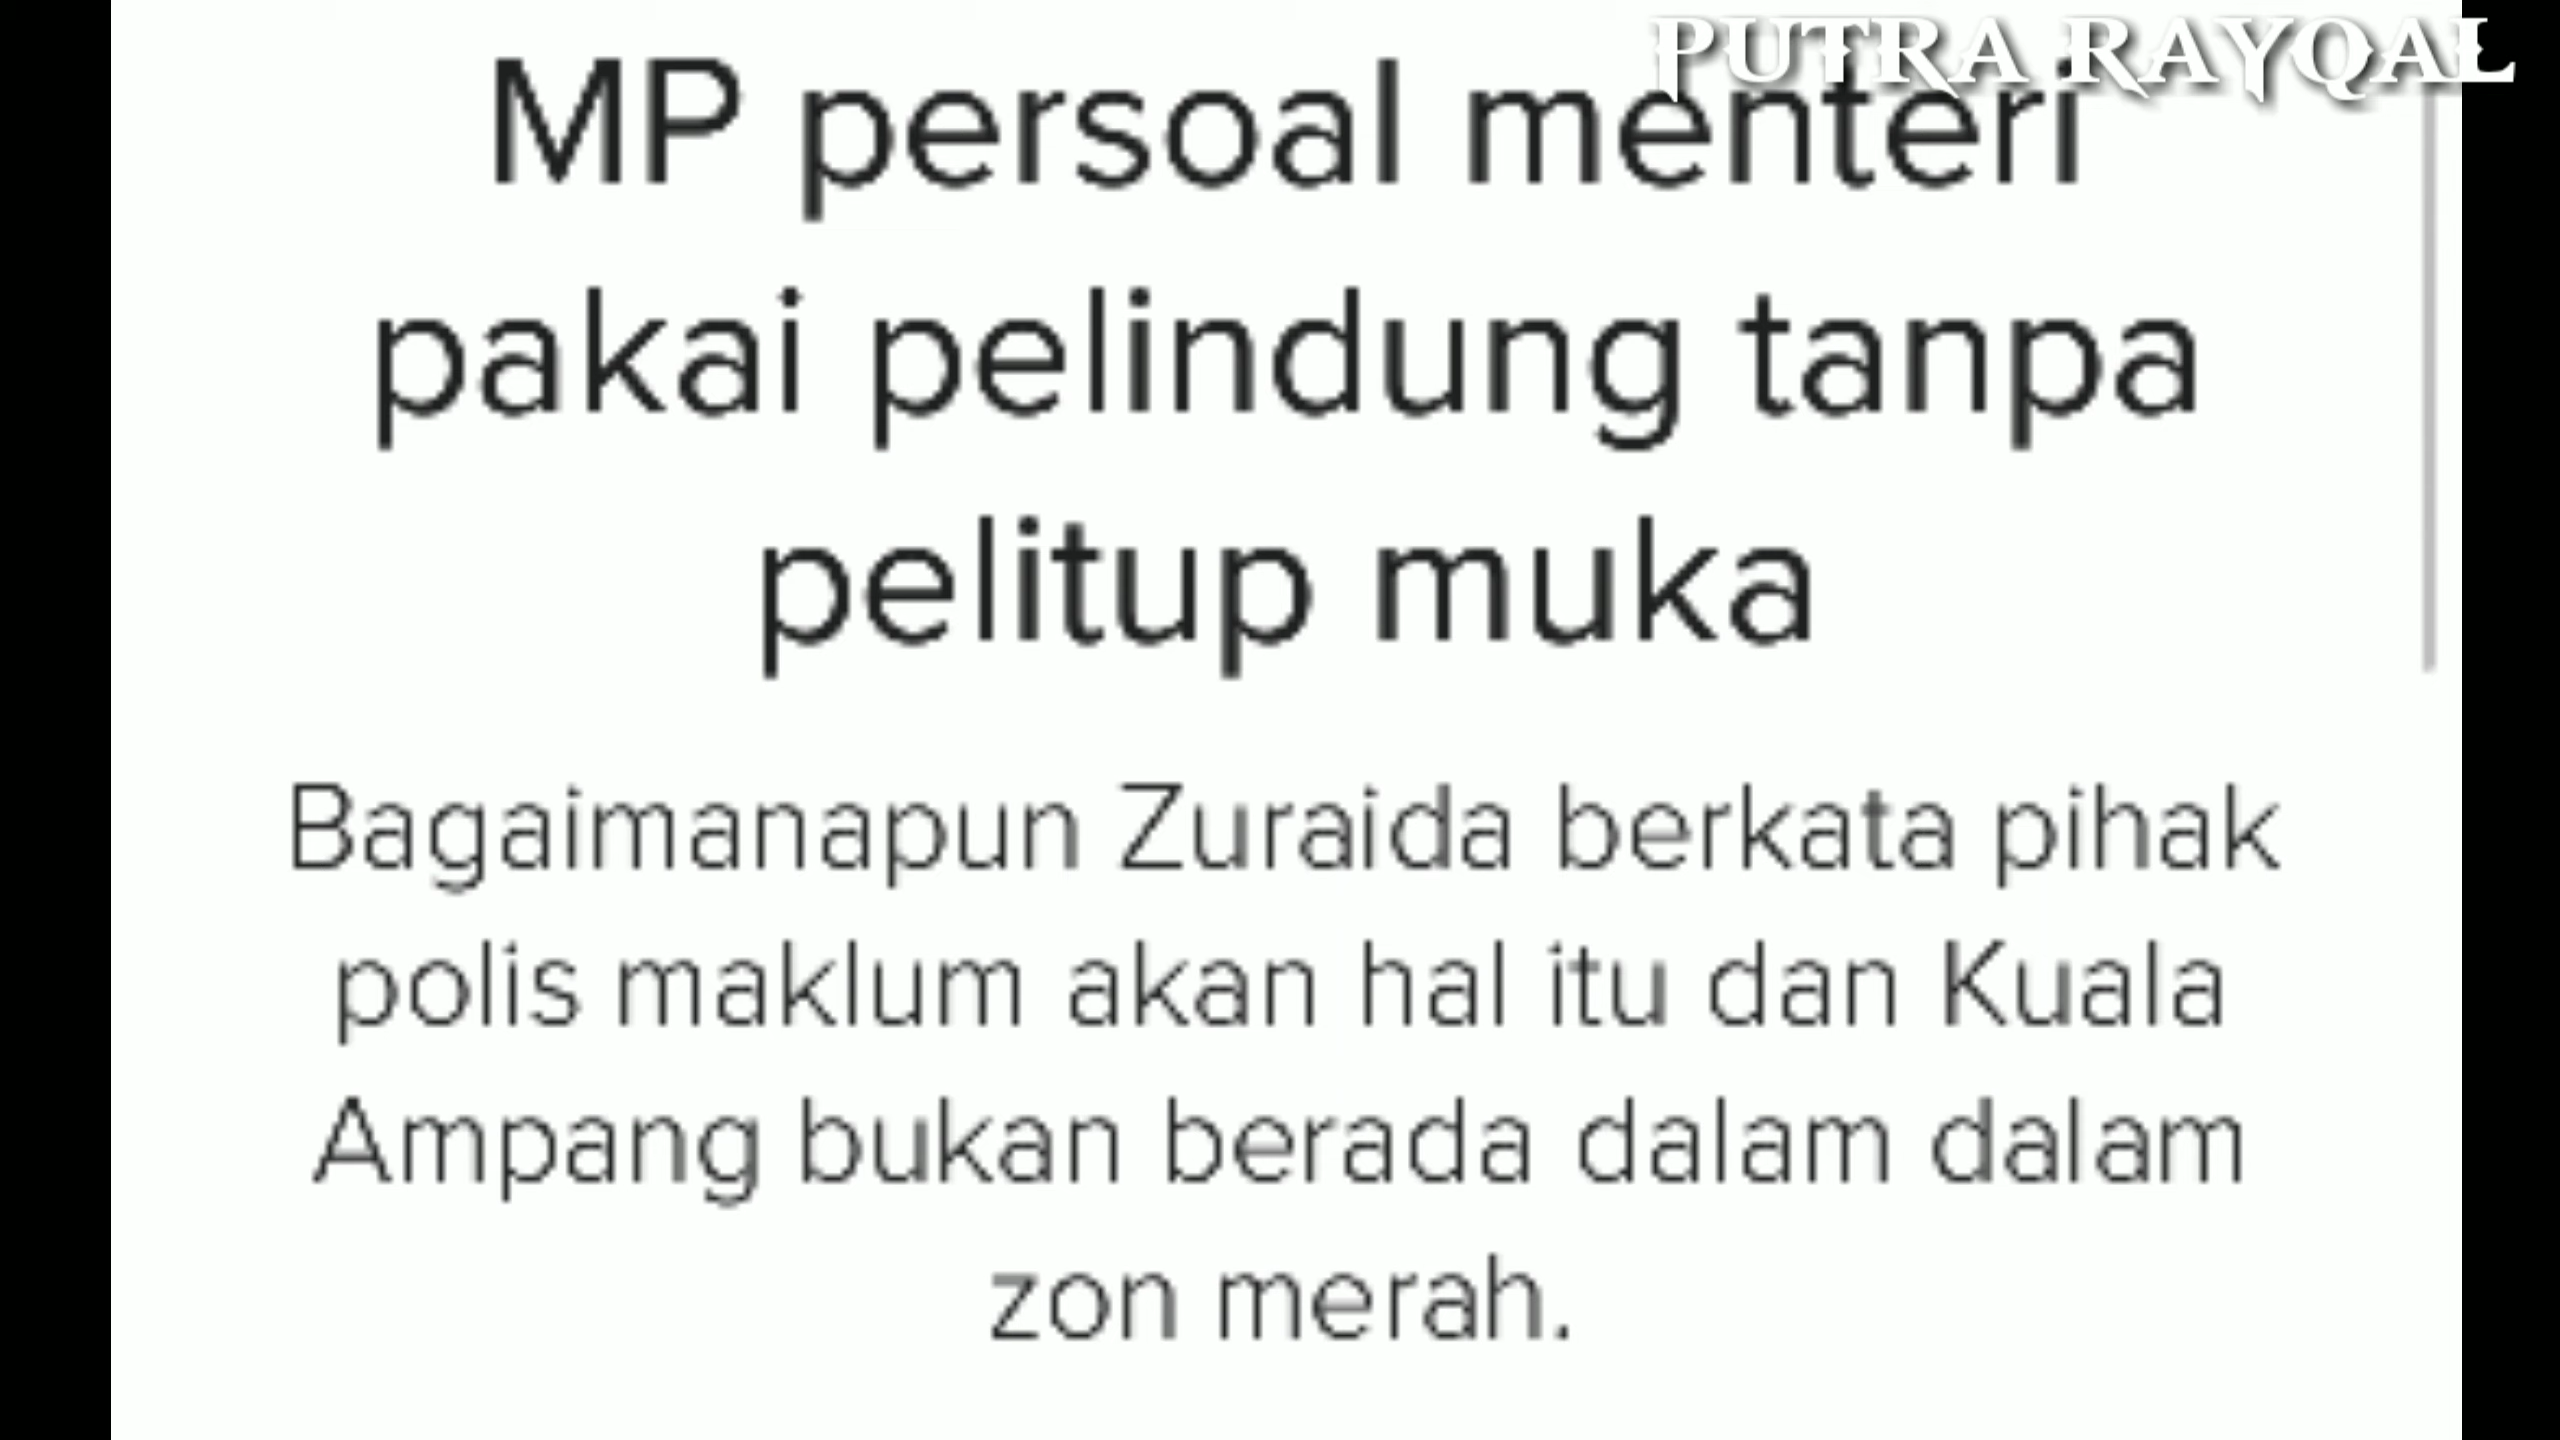 PUTRA RAYQAL
MP persoal menteri
pakai pelindung tanpa
pelitup muka
Bagaimanapun Zuraida berkata pihak
polis maklum akan hal itu dan Kuala
Ampang bukan berada dalam dalam
zon merah.